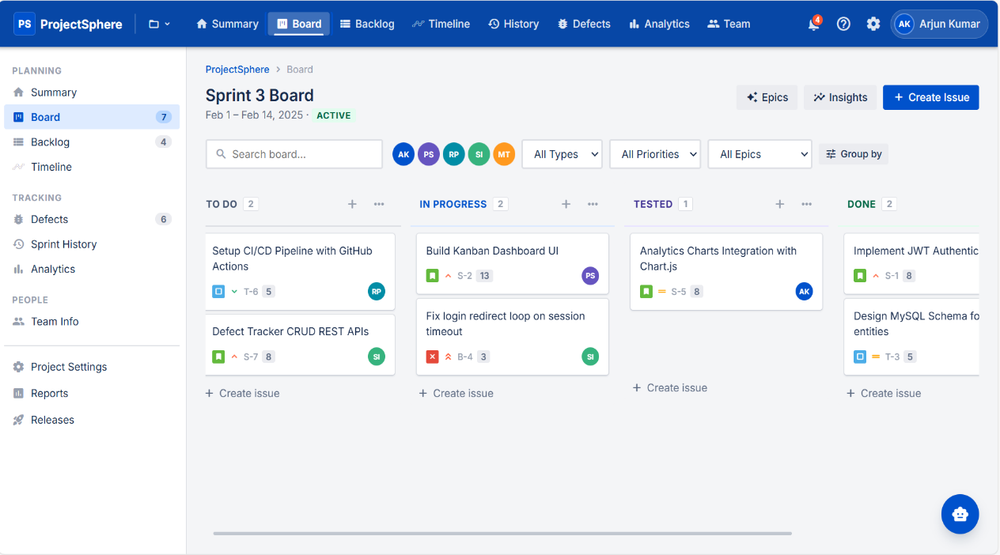 PS ProjectSphere Summary Board Backlog Timeline History Defects Analytics Team 4 AK Arjun Kumar
PLANNING
Summary
Board 7
Backlog 4
Timeline
TRACKING
Defects 6
Sprint History
Analytics
PEOPLE
Team Info
Project Settings
Reports
Releases
ProjectSphere > Board
Sprint 3 Board
Feb 1 – Feb 14, 2025 · ACTIVE
Epics Insights + Create Issue
Search board... AK PS RP SI MT All Types All Priorities All Epics Group by
TO DO 2 + ...
Setup CI/CD Pipeline with GitHub
Actions
T-6 5 RP
Defect Tracker CRUD REST APIs
S-7 8 SI
+ Create issue
IN PROGRESS 2 + ...
Build Kanban Dashboard UI
S-2 13 PS
Fix login redirect loop on session
timeout
B-4 3 SI
+ Create issue
TESTED 1 + ...
Analytics Charts Integration with
Chart.js
S-5 8 AK
+ Create issue
DONE 2
Implement JWT Authentic
S-1 8
Design MySQL Schema fo
entities
T-3 5
+ Create issue